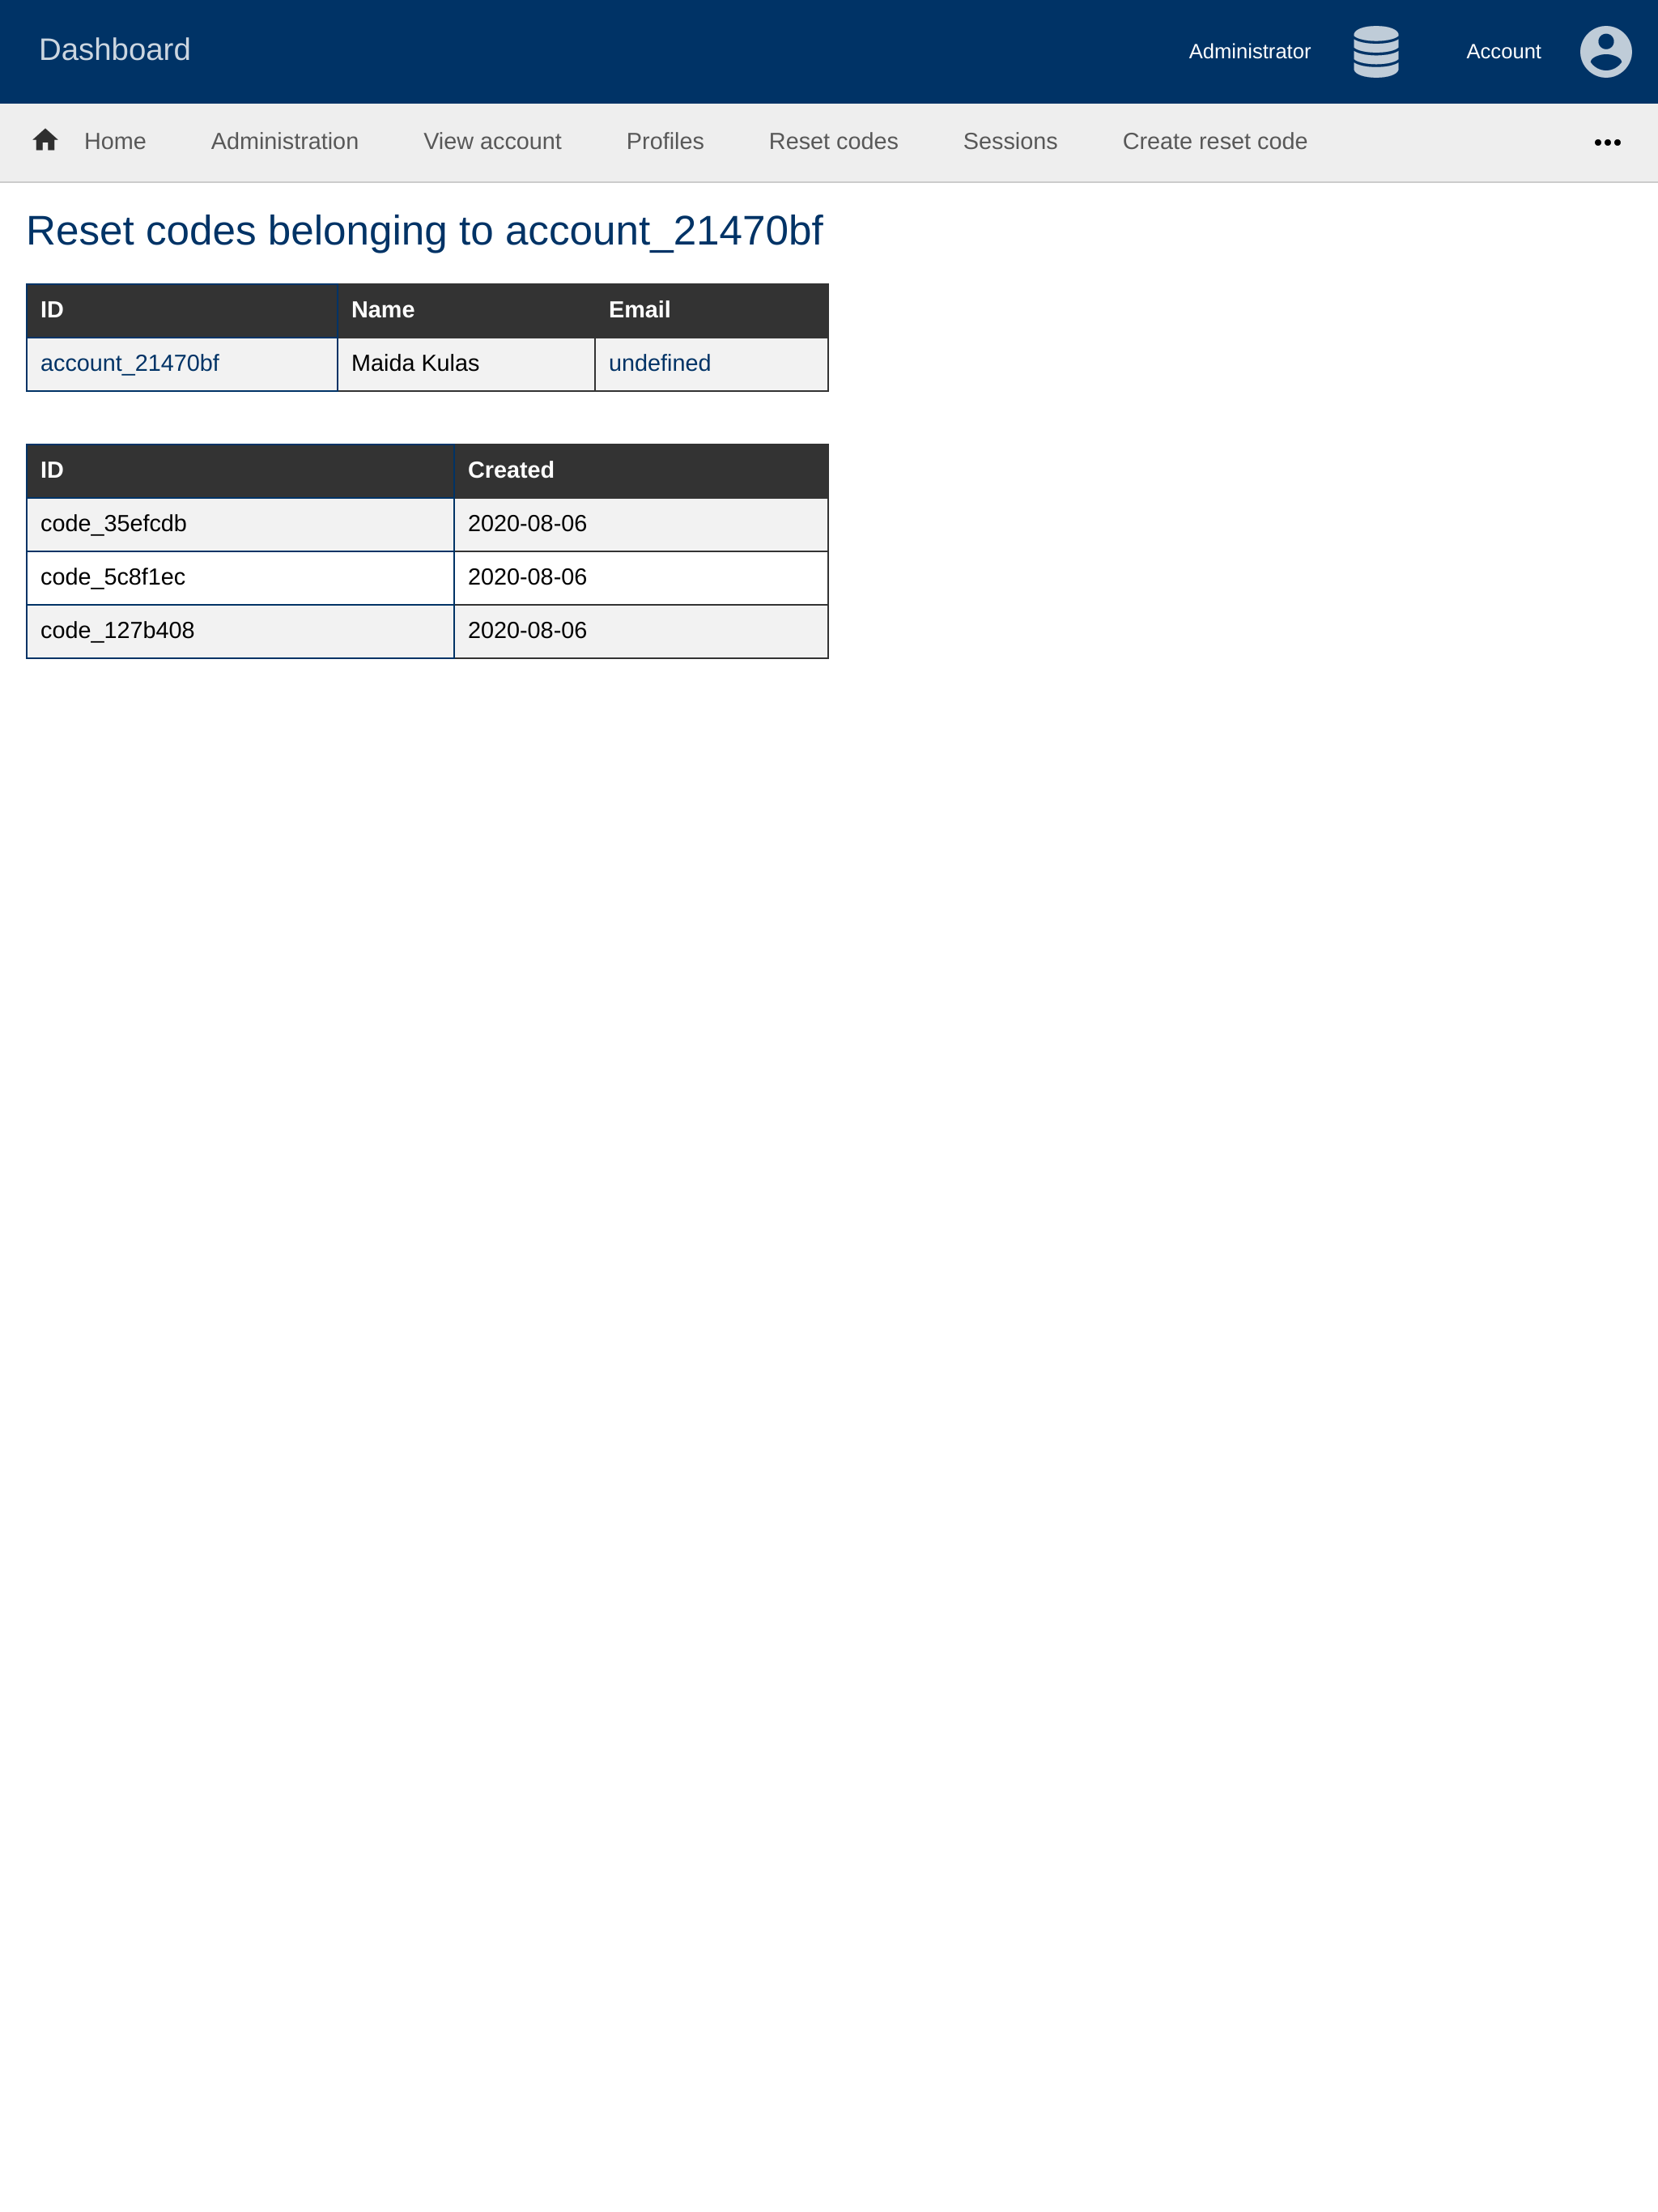 Dashboard
Administrator
Account
Home Administration View account Profiles Reset codes Sessions Create reset code
Reset codes belonging to account_21470bf
ID Name Email
account_21470bf Maida Kulas undefined
ID Created
code_35efcdb 2020-08-06
code_5c8f1ec 2020-08-06
code_127b408 2020-08-06